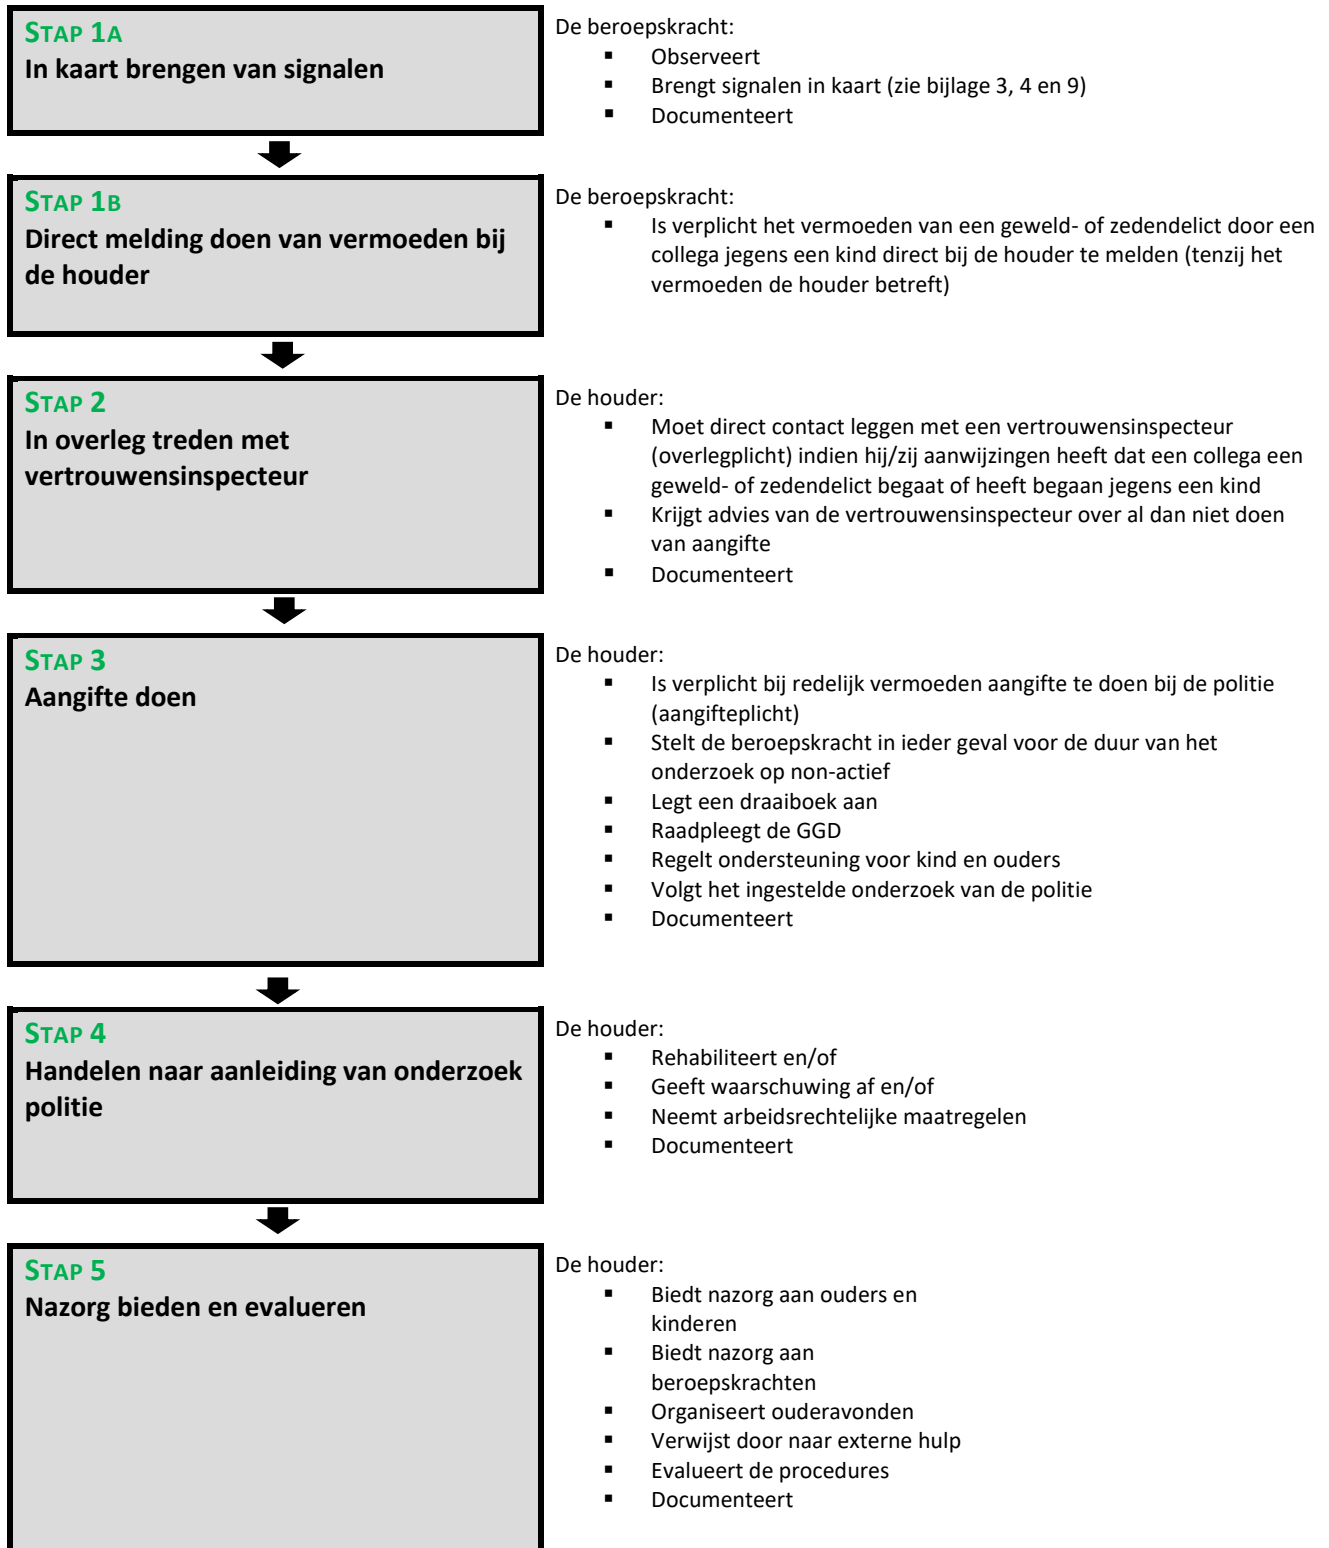 STAP 1A
In kaart brengen van signalen
De beroepskracht:
▪ Observeert
▪ Brengt signalen in kaart (zie bijlage 3, 4 en 9)
▪ Documenteert
STAP 1B
Direct melding doen van vermoeden bij
de houder
De beroepskracht:
▪ Is verplicht het vermoeden van een geweld- of zedendelict door een
collega jegens een kind direct bij de houder te melden (tenzij het
vermoeden de houder betreft)
STAP 2
In overleg treden met
vertrouwensinspecteur
De houder:
▪ Moet direct contact leggen met een vertrouwensinspecteur
(overlegplicht) indien hij/zij aanwijzingen heeft dat een collega een
geweld- of zedendelict begaat of heeft begaan jegens een kind
▪ Krijgt advies van de vertrouwensinspecteur over al dan niet doen
van aangifte
▪ Documenteert
STAP 3
Aangifte doen
De houder:
▪ Is verplicht bij redelijk vermoeden aangifte te doen bij de politie
(aangifteplicht)
▪ Stelt de beroepskracht in ieder geval voor de duur van het
onderzoek op non-actief
▪ Legt een draaiboek aan
▪ Raadpleegt de GGD
▪ Regelt ondersteuning voor kind en ouders
▪ Volgt het ingestelde onderzoek van de politie
▪ Documenteert
STAP 4
Handelen naar aanleiding van onderzoek
politie
De houder:
▪ Rehabiliteert en/of
▪ Geeft waarschuwing af en/of
▪ Neemt arbeidsrechtelijke maatregelen
▪ Documenteert
STAP 5
Nazorg bieden en evalueren
De houder:
▪ Biedt nazorg aan ouders en
kinderen
▪ Biedt nazorg aan
beroepskrachten
▪ Organiseert ouderavonden
▪ Verwijst door naar externe hulp
▪ Evalueert de procedures
▪ Documenteert